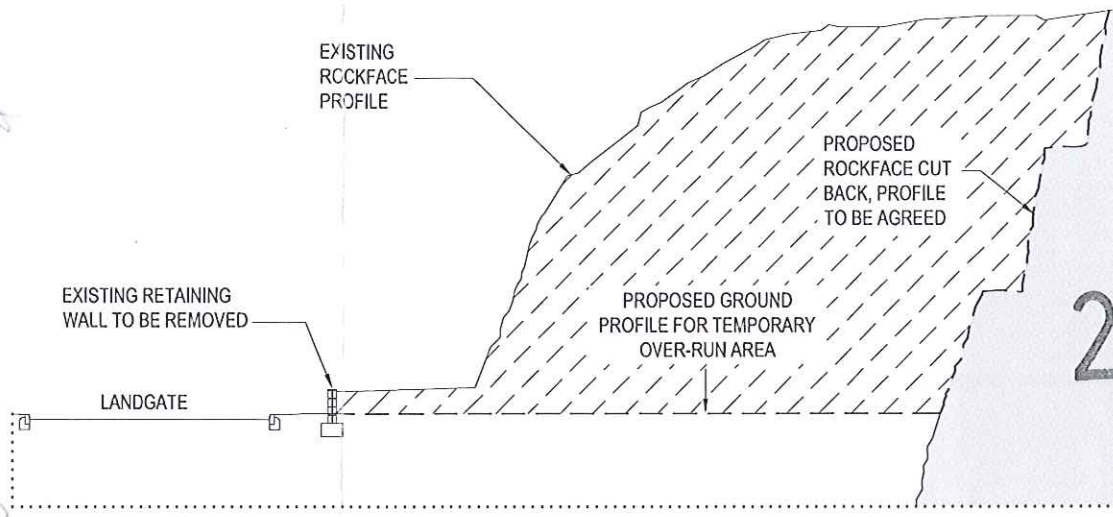 EXISTING
ROCKFACE
PROFILE
PROPOSED
ROCKFACE CUT
BACK, PROFILE
TO BE AGREED
EXISTING RETAINING
WALL TO BE REMOVED
PROPOSED GROUND
PROFILE FOR TEMPORARY
OVER-RUN AREA
LANDGATE
2